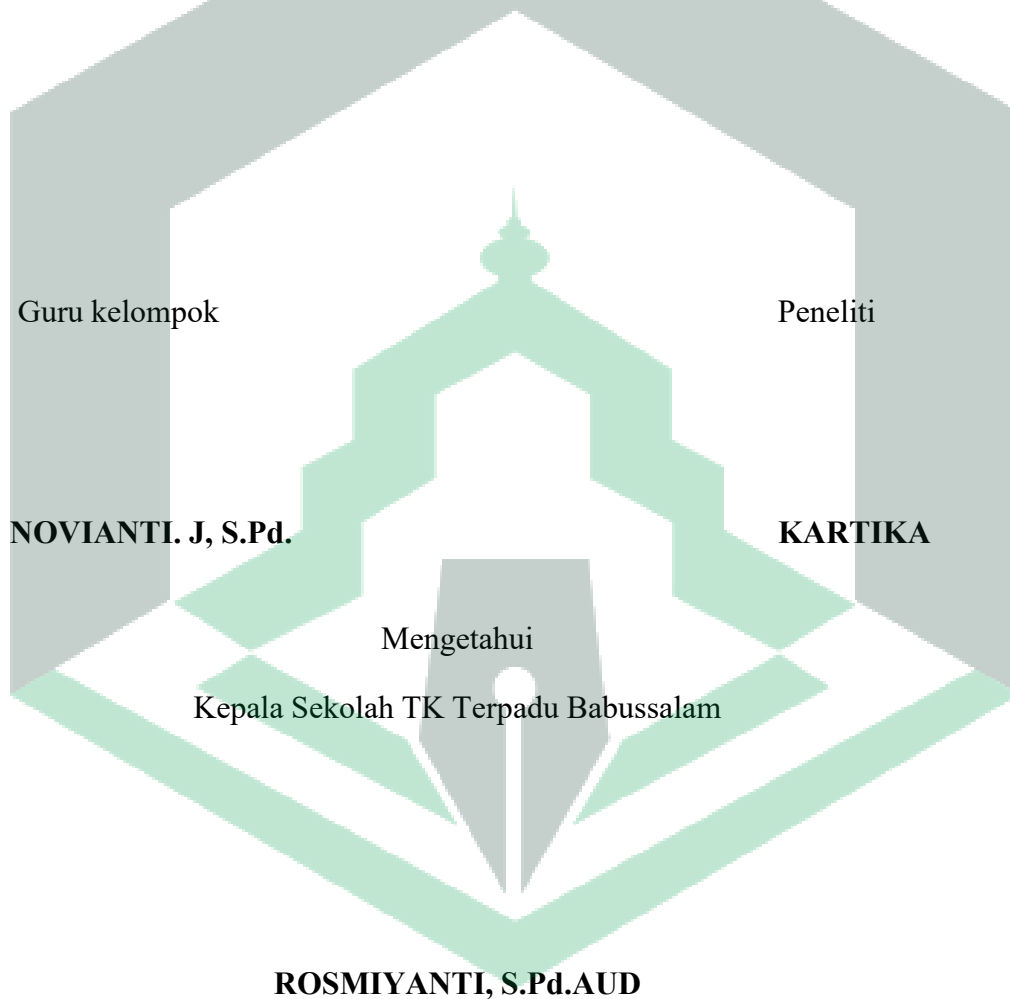 Guru kelompok Peneliti
NOVIANTI. J, S.Pd. KARTIKA
Mengetahui
Kepala Sekolah TK Terpadu Babussalam
ROSMIYANTI, S.Pd.AUD